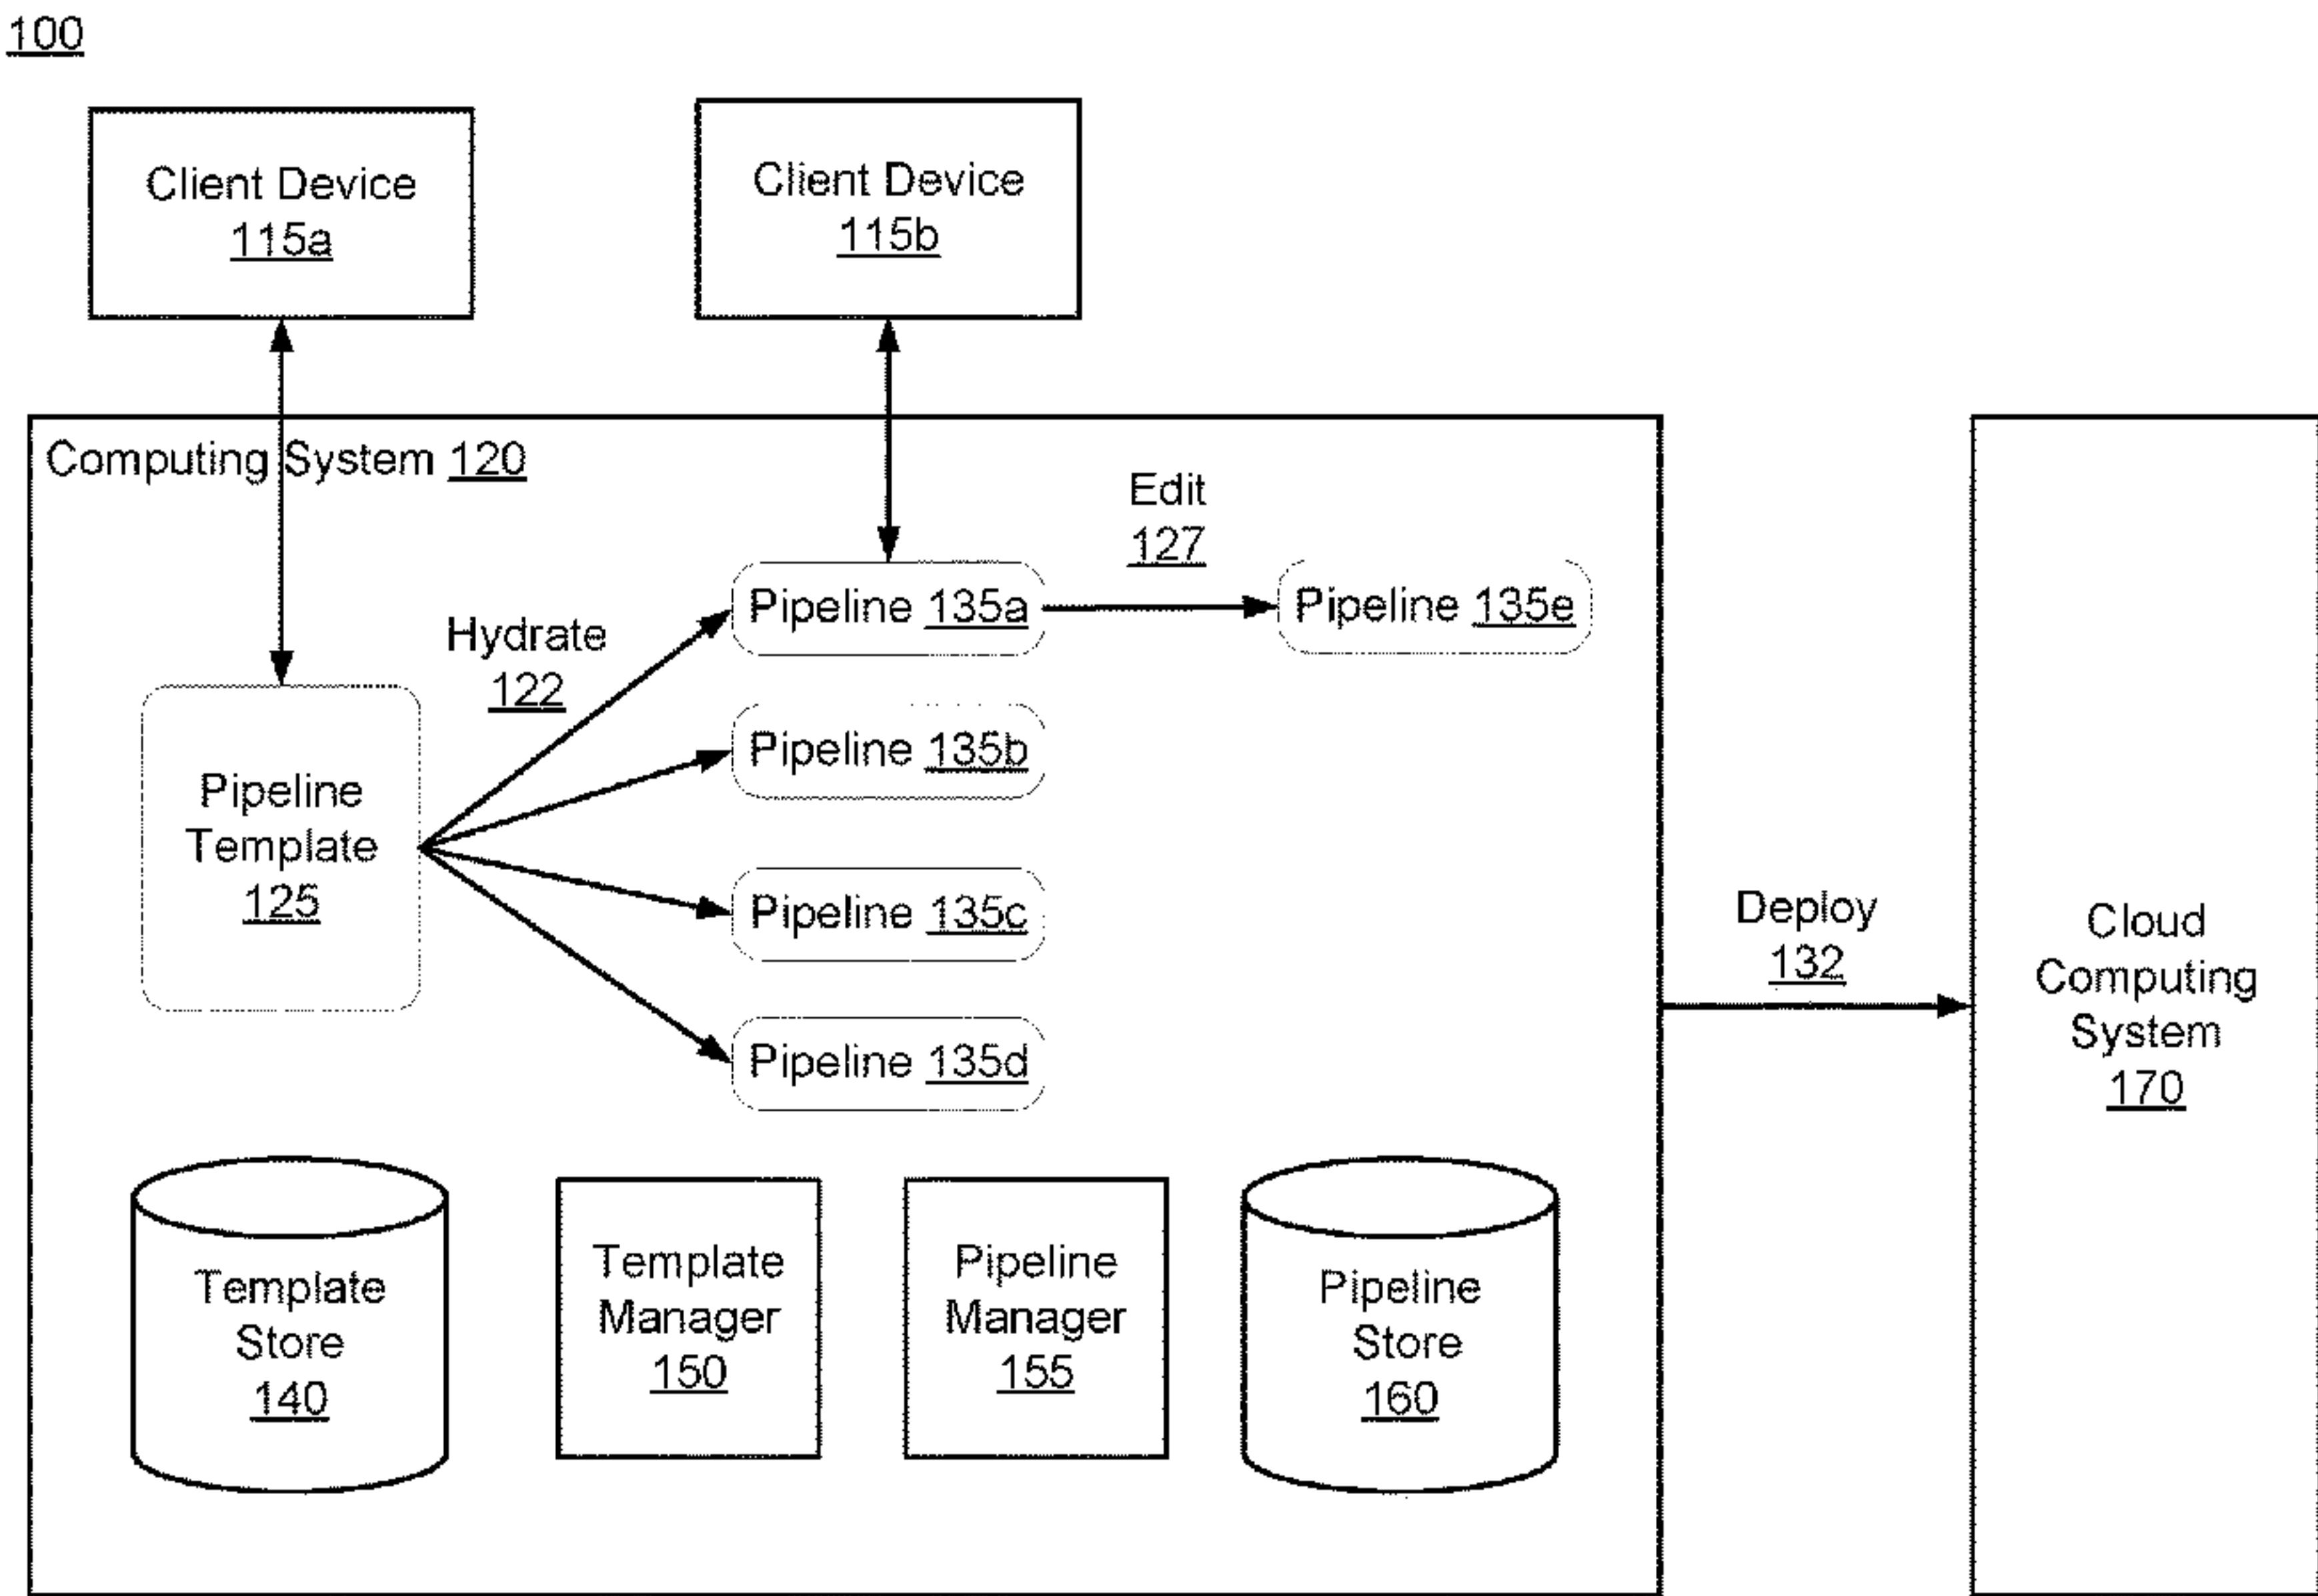 100
Client Device
115a
Client Device
115b
Computing System 120
Edit
127
Hydrate
122
Pipeline 135a
Pipeline 135e
Pipeline 135b
Pipeline
Template
125
Pipeline 135c
Pipeline 135d
Deploy
132
Cloud
Computing
System
170
Template
Store
140
Template
Manager
150
Pipeline
Manager
155
Pipeline
Store
160